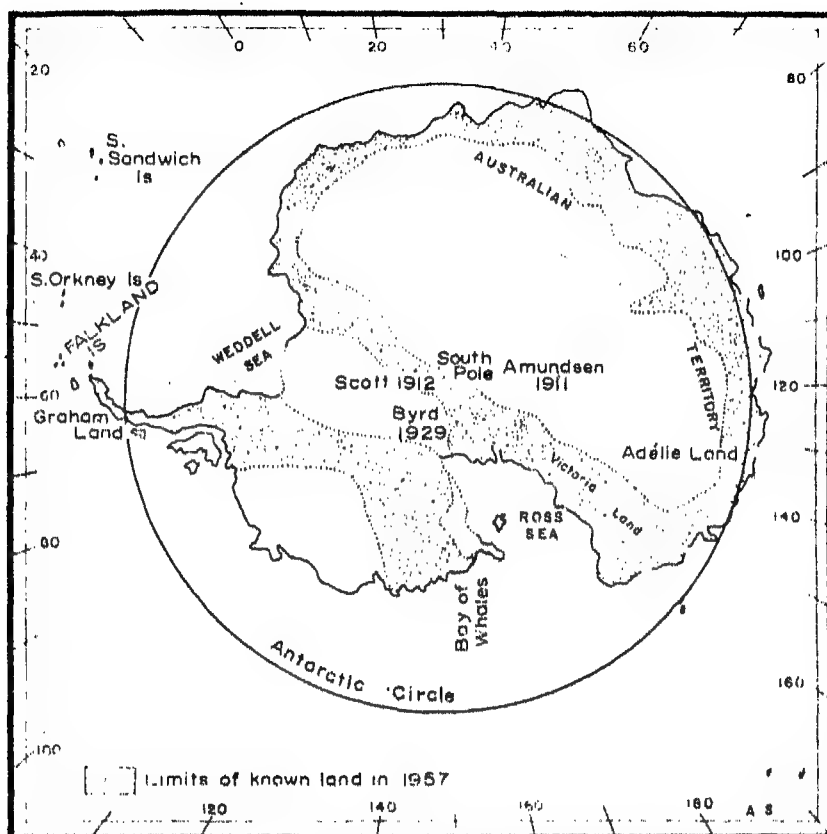 0 20 40 60
20
80
S.
Sandwich
Is
AUSTRALIAN
40
100
S.Orkney Is
FALKLAND
IS
WEDDELL
SEA
South
Pole
Amundsen
1911
Scott 1912
TERRITORY
60
120
Graham
Land
Byrd
1929
Adélie Land
Victoria
Land
ROSS
SEA
140
80
Bay of
Whales
Antarctic Circle
160
100
Limits of known land in 1957
120 140 160 180
A S